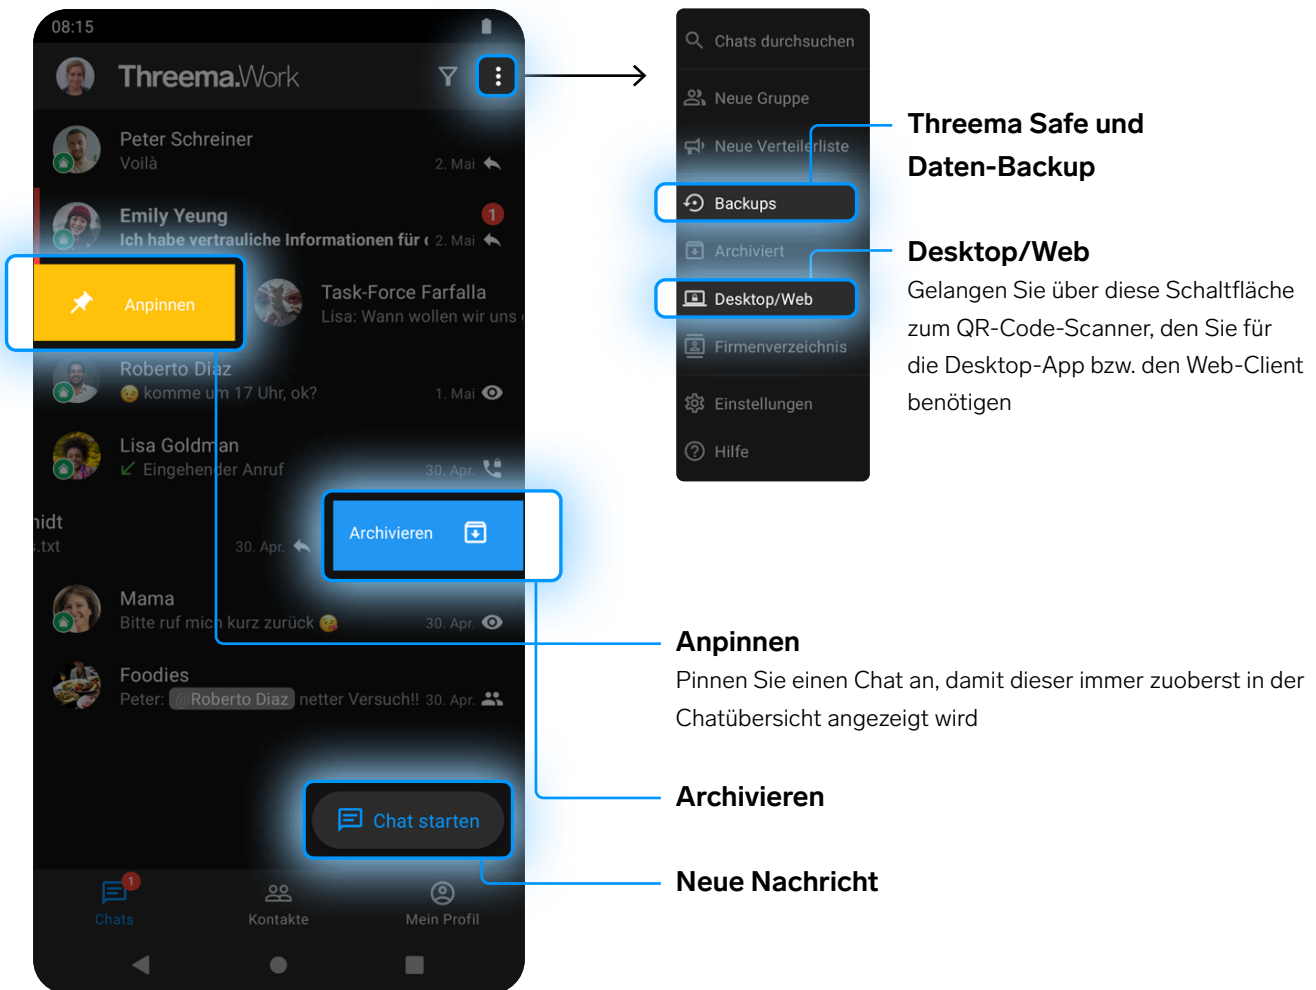 08:15
Threema.Work
Peter Schreiner
Voilà
2. Mai
Emily Yeung
1
Ich habe vertrauliche Informationen für
2. Mai
Anpinnen
Task-Force Farfalla
Lisa: Wann wollen wir uns
Roberto Diaz
😉 komme um 17 Uhr, ok?
1. Mai
Lisa Goldman
Eingehender Anruf
30. Apr.
nidt
s.txt
30. Apr.
Archivieren
Mama
Bitte ruf mich kurz zurück 😘
30. Apr.
Foodies
Peter: @Roberto Diaz netter Versuch!!
30. Apr.
Chat starten
1
Chats
Kontakte
Mein Profil
Chats durchsuchen
Neue Gruppe
Neue Verteilerliste
Backups
Archiviert
Desktop/Web
Firmenverzeichnis
Einstellungen
Hilfe
Threema Safe und
Daten-Backup
Desktop/Web
Gelangen Sie über diese Schaltfläche
zum QR-Code-Scanner, den Sie für
die Desktop-App bzw. den Web-Client
benötigen
Anpinnen
Pinnen Sie einen Chat an, damit dieser immer zuoberst in der
Chatübersicht angezeigt wird
Archivieren
Neue Nachricht